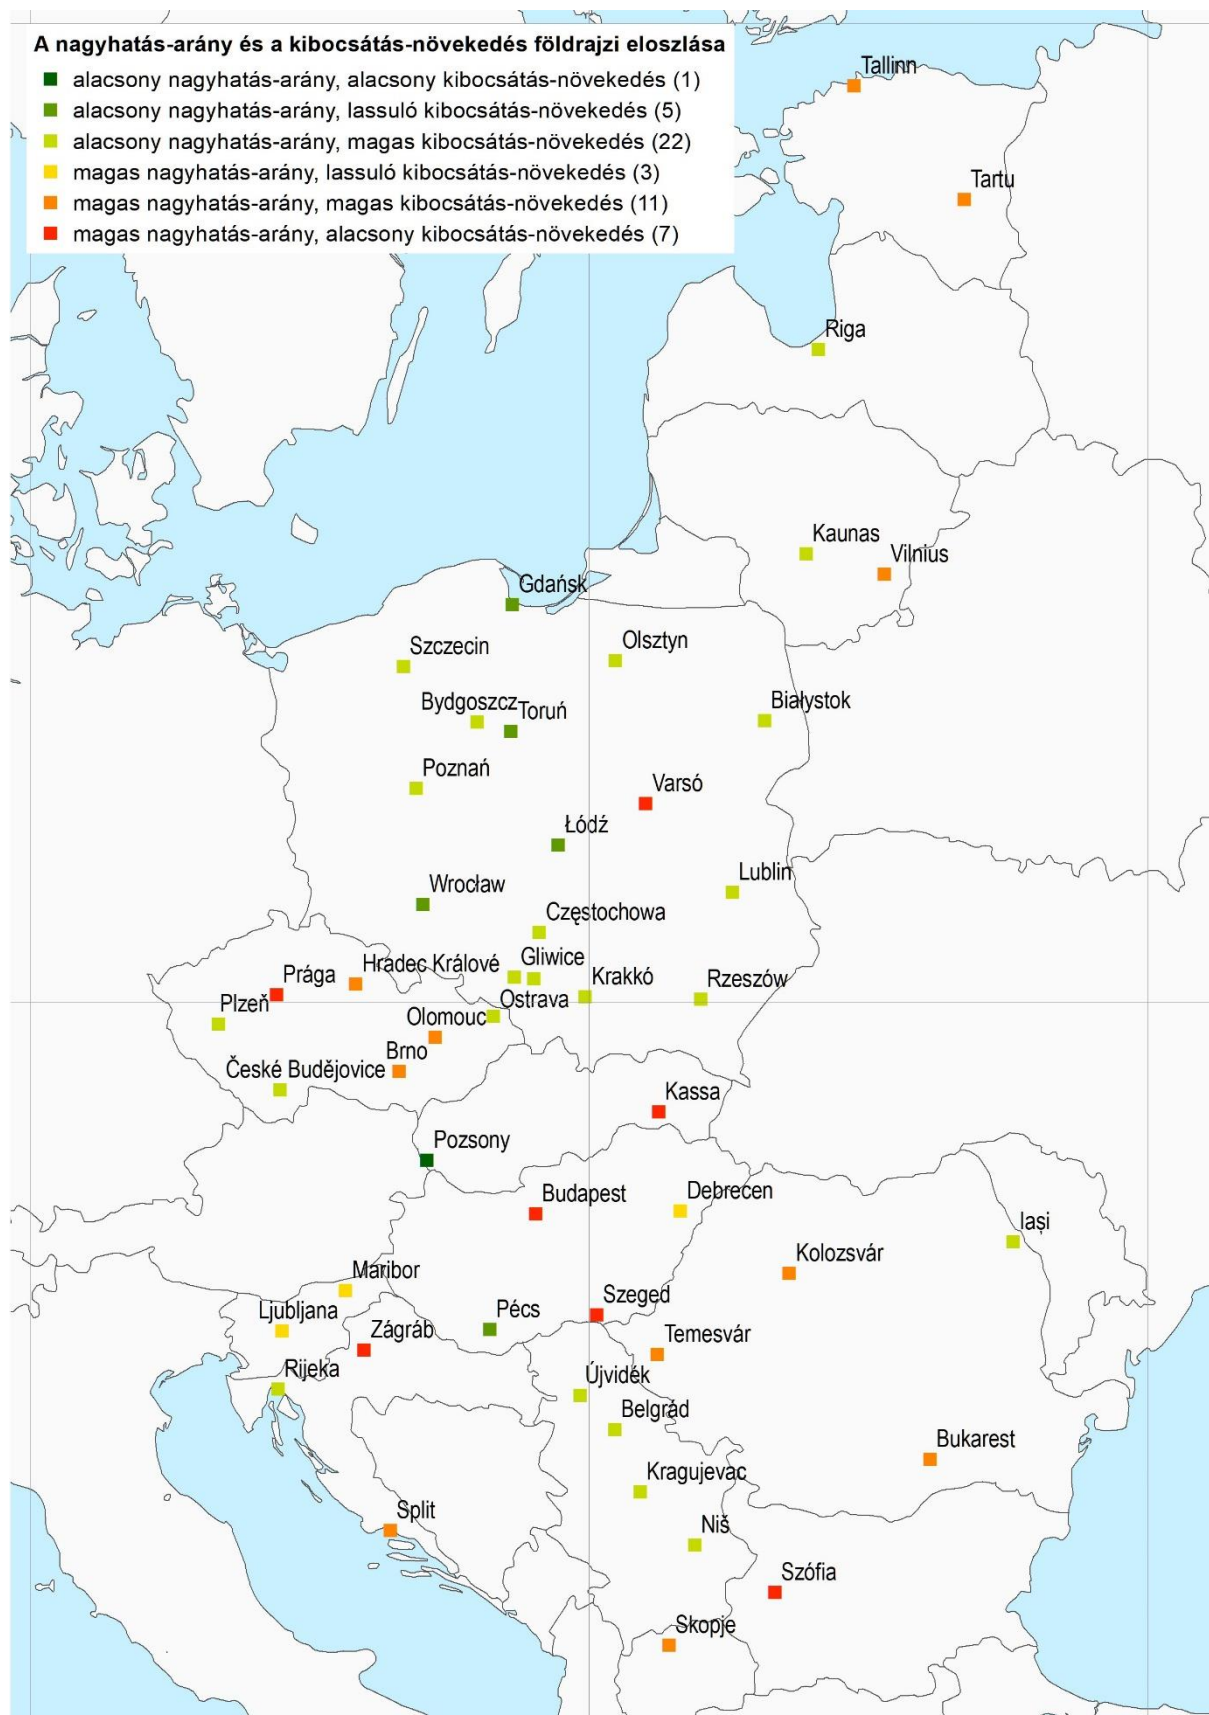 A nagyhatás-arány és a kibocsátás-növekedés földrajzi eloszlása
alacsony nagyhatás-arány, alacsony kibocsátás-növekedés (1)
alacsony nagyhatás-arány, lassuló kibocsátás-növekedés (5)
alacsony nagyhatás-arány, magas kibocsátás-növekedés (22)
magas nagyhatás-arány, lassuló kibocsátás-növekedés (3)
magas nagyhatás-arány, magas kibocsátás-növekedés (11)
magas nagyhatás-arány, alacsony kibocsátás-növekedés (7)
Tallinn
Tartu
Riga
Kaunas
Vilnius
Gdańsk
Szczecin
Olsztyn
Bydgoszcz
Toruń
Białystok
Poznań
Varsó
Łódź
Lublin
Wrocław
Częstochowa
Gliwice
Hradec Králové
Prága
Krakkó
Rzeszów
Plzeň
Ostrava
Olomouc
Brno
České Budějovice
Kassa
Pozsony
Budapest
Debrecen
Iași
Kolozsvár
Maribor
Ljubljana
Pécs
Szeged
Zágráb
Temesvár
Rijeka
Újvidék
Belgrád
Bukarest
Kragujevac
Split
Niš
Szófia
Skopje